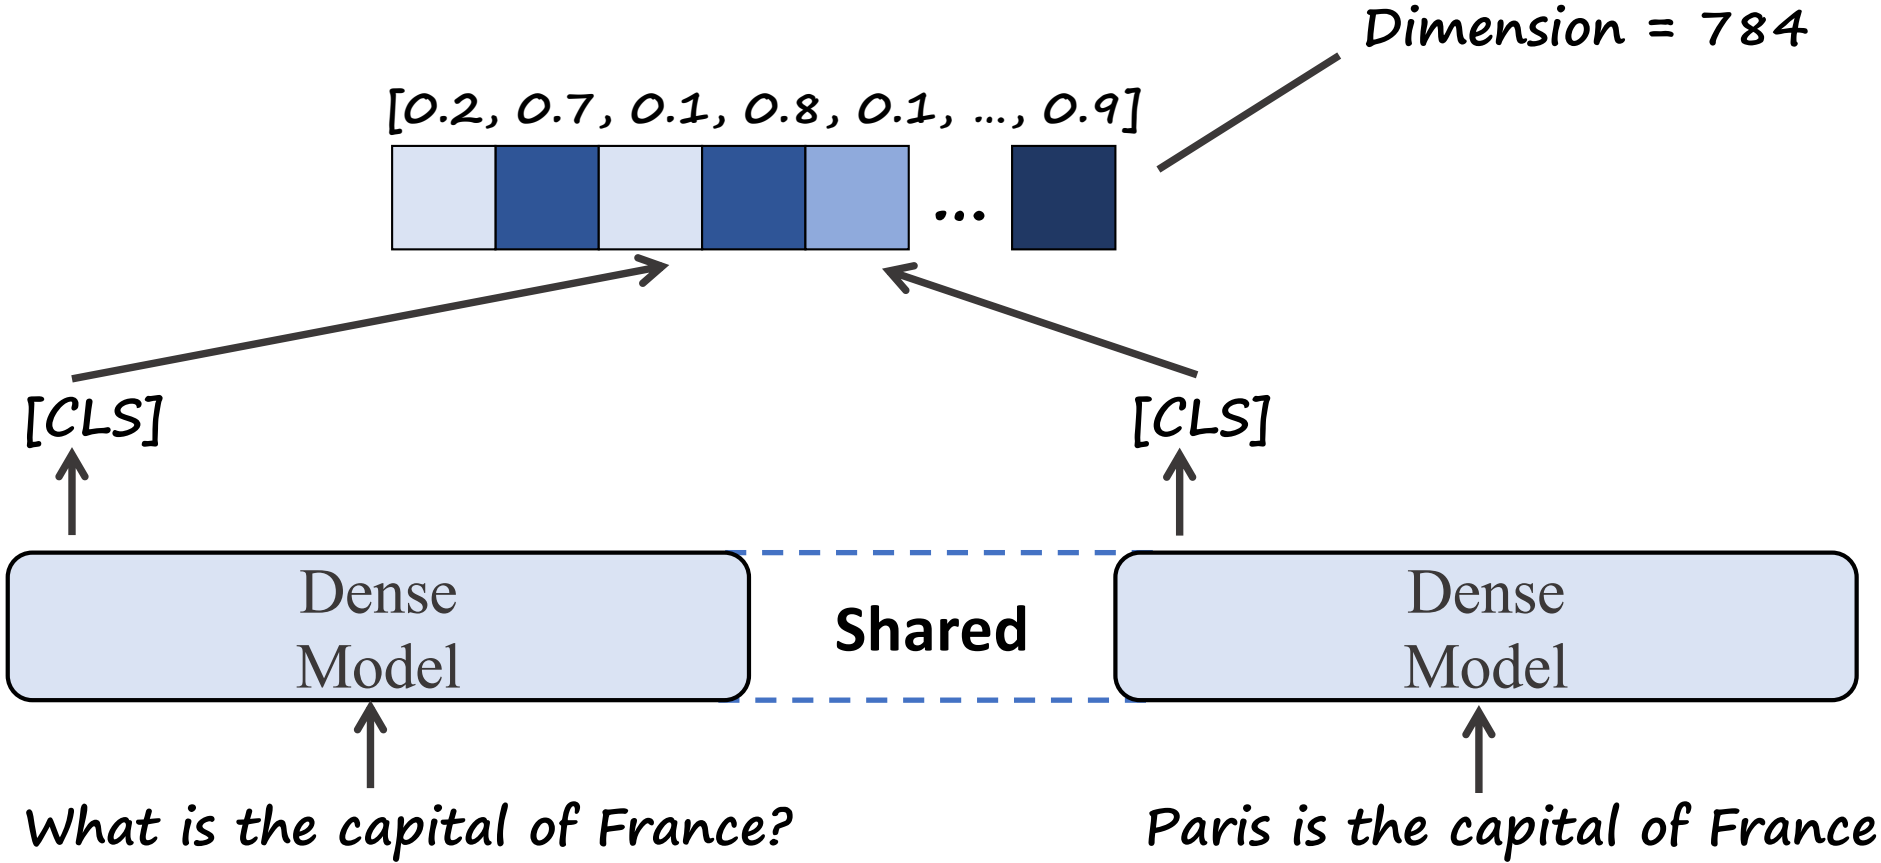 Dimension = 784
[0.2, 0.7, 0.1, 0.8, 0.1, ..., 0.9]
...
[CLS]
[CLS]
Dense
Model
Shared
Dense
Model
What is the capital of France?
Paris is the capital of France